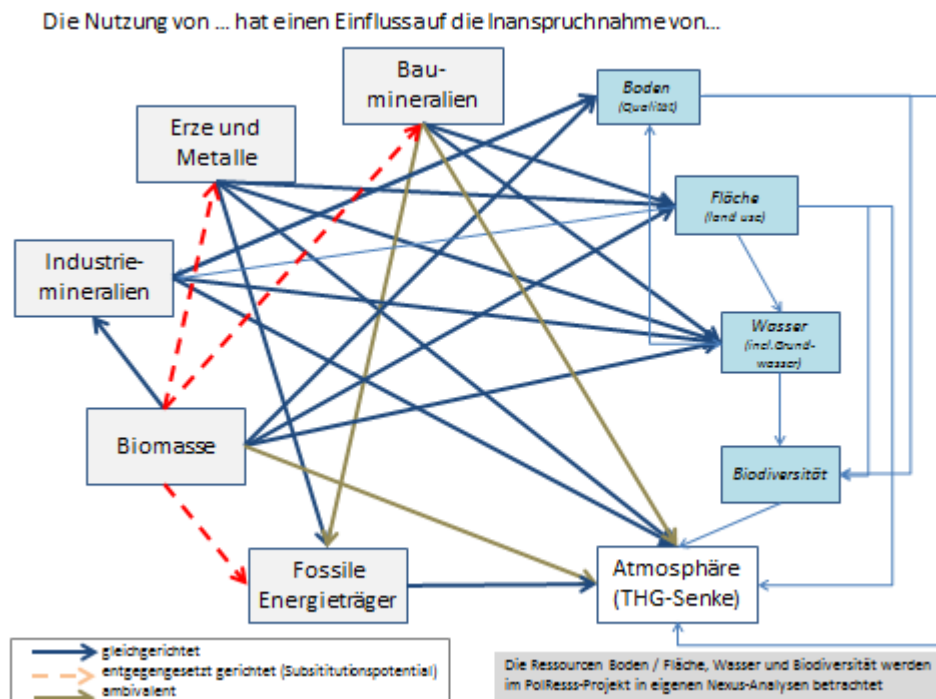 Die Nutzung von ... hat einen Einfluss auf die Inanspruchnahme von...
Bau-
mineralien
Boden
(Qualität)
Erze und
Metalle
Fläche
(land use)
Industrie-
mineralien
Wasser
(incl.Grund-
wasser)
Biomasse
Biodiversität
Fossile
Energieträger
Atmosphäre
(THG-Senke)
gleichgerichtet
entgegengesetzt gerichtet (Subsititutionspotential)
ambivalent
Die Ressourcen Boden / Fläche, Wasser und Biodiversität werden
im PolResss-Projekt in eigenen Nexus-Analysen betrachtet